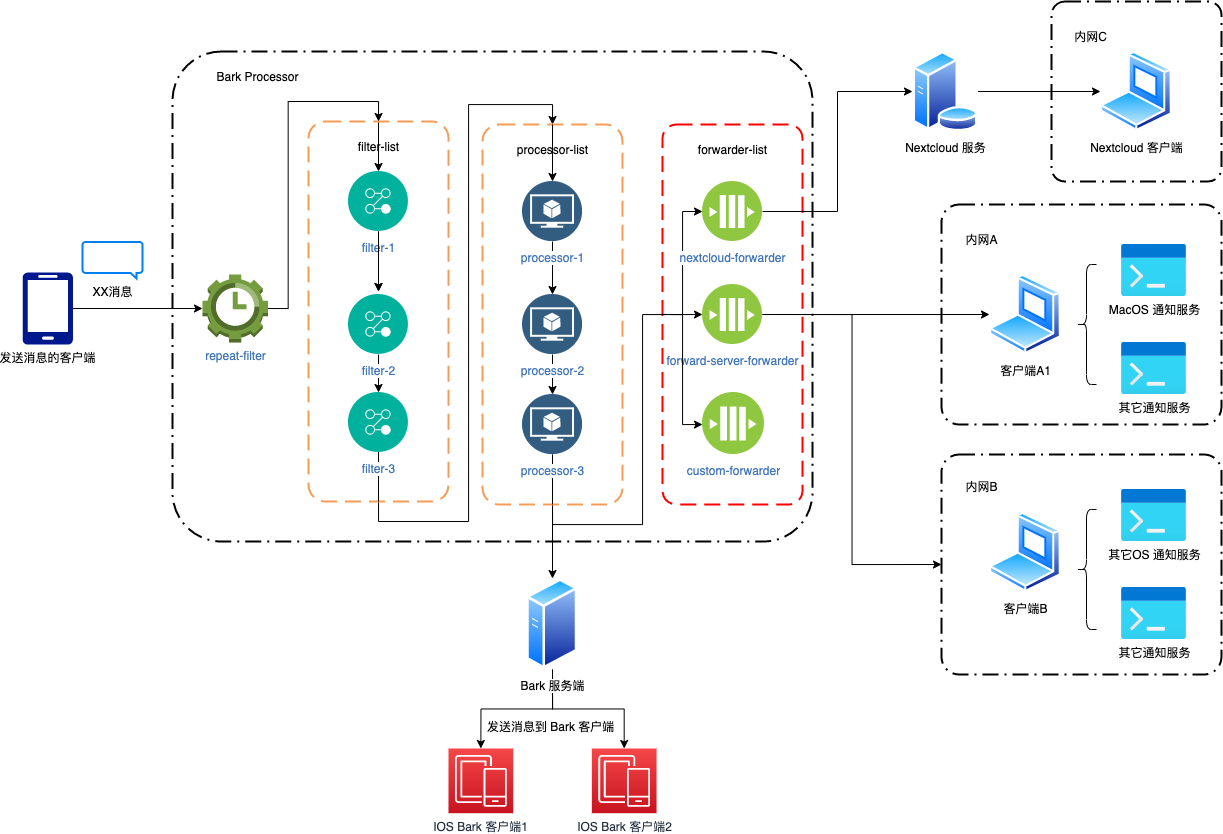 内网C
Bark Processor
Nextcloud 服务
Nextcloud 客户端
filter-list
processor-list
forwarder-list
filter-1
processor-1
nextcloud-forwarder
内网A
MacOS 通知服务
XX消息
发送消息的客户端
repeat-filter
filter-2
processor-2
forward-server-forwarder
客户端A1
其它通知服务
filter-3
processor-3
custom-forwarder
内网B
其它OS 通知服务
客户端B
其它通知服务
Bark 服务端
发送消息到 Bark 客户端
IOS Bark 客户端1
IOS Bark 客户端2